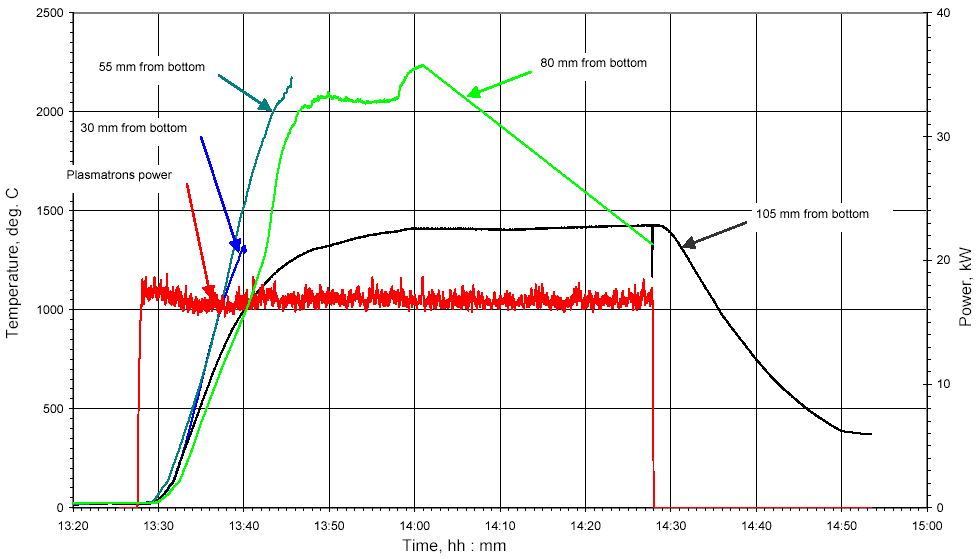 2500
2000
1500
1000
500
0
40
30
20
10
0
55 mm from bottom
80 mm from bottom
30 mm from bottom
Plasmatrons power
105 mm from bottom
Temperature, deg. C
Power, kW
13:20
13:30
13:40
13:50
14:00
14:10
14:20
14:30
14:40
14:50
15:00
Time, hh : mm